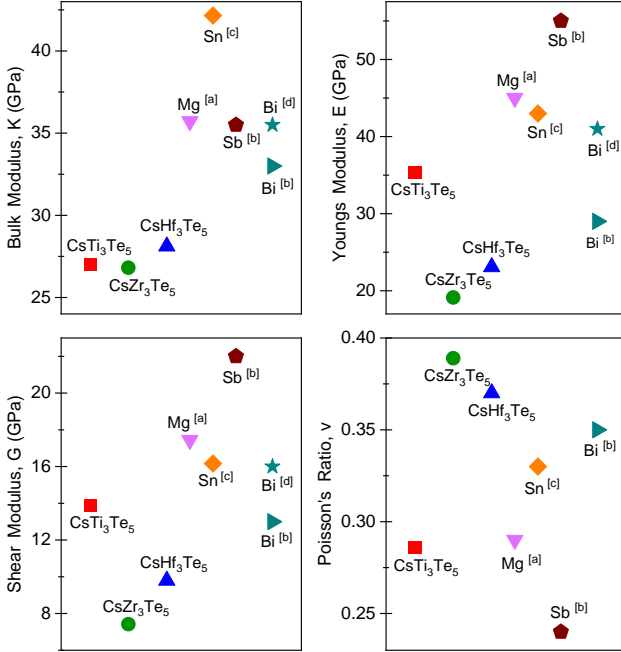 Bulk Modulus, K (GPa)
40
35
30
25
Sn [c]
Mg [a]
Sb [b]
Bi [d]
Bi [b]
CsTi3Te5
CsZr3Te5
CsHf3Te5
Youngs Modulus, E (GPa)
50
40
30
20
Sb [b]
Mg [a]
Sn [c]
Bi [d]
CsTi3Te5
Bi [b]
CsHf3Te5
CsZr3Te5
Shear Modulus, G (GPa)
20
16
12
8
Sb [b]
Mg [a]
Sn [c]
Bi [d]
CsTi3Te5
Bi [b]
CsHf3Te5
CsZr3Te5
Poisson's Ratio, v
0.40
0.35
0.30
0.25
CsZr3Te5
CsHf3Te5
Bi [b]
Sn [c]
CsTi3Te5
Mg [a]
Sb [b]